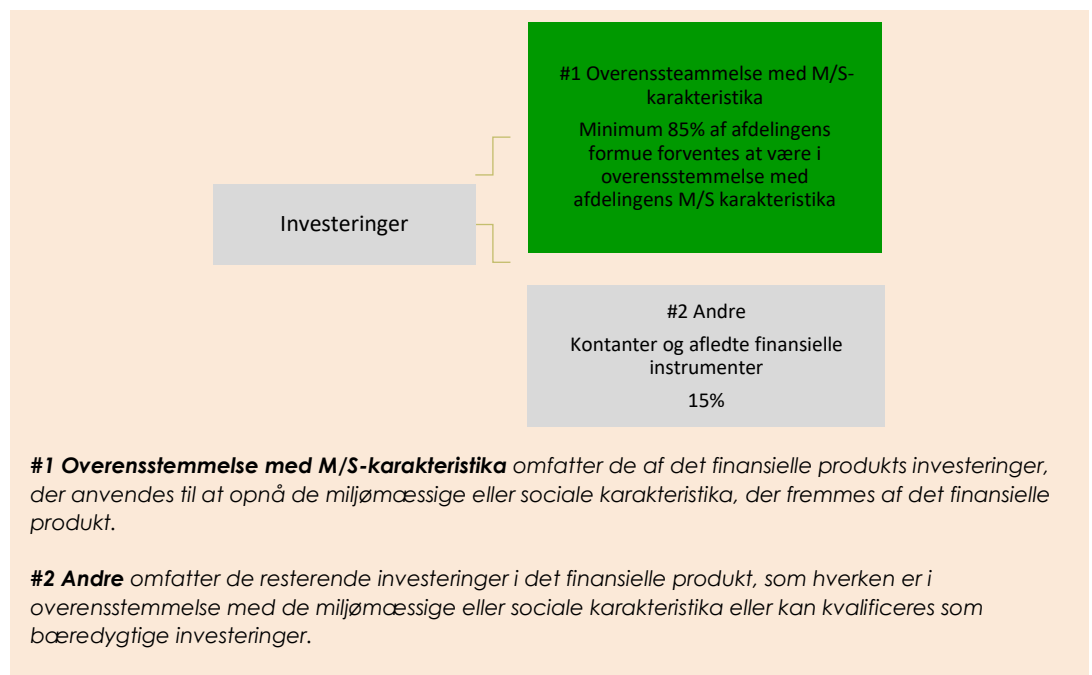 #1 Overenssteammelse med M/S-
karakteristika
Minimum 85% af afdelingens
formue forventes at være i
overensstemmelse med
afdelingens M/S karakteristika
Investeringer
#2 Andre
Kontanter og afledte finansielle
instrumenter
15%
#1 Overensstemmelse med M/S-karakteristika omfatter de af det finansielle produkts investeringer,
der anvendes til at opnå de miljømæssige eller sociale karakteristika, der fremmes af det finansielle
produkt.
#2 Andre omfatter de resterende investeringer i det finansielle produkt, som hverken er i
overensstemmelse med de miljømæssige eller sociale karakteristika eller kan kvalificeres som
bæredygtige investeringer.